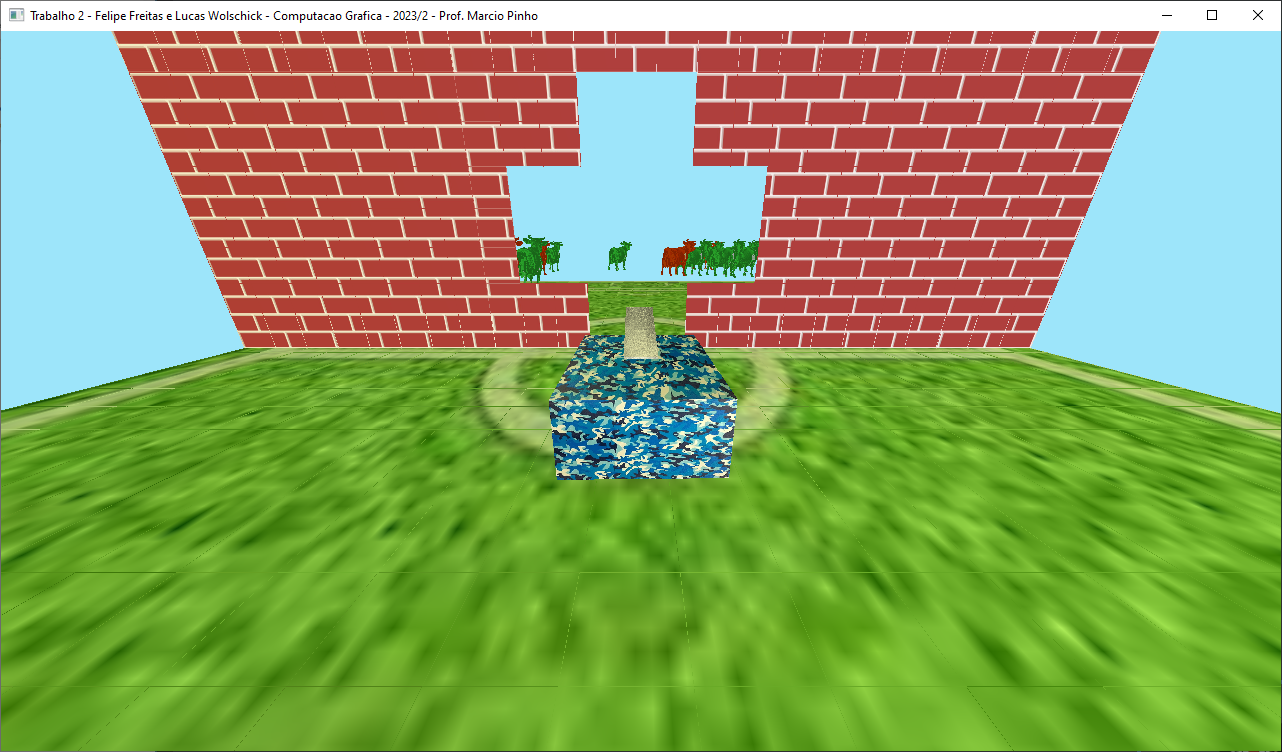 Trabalho 2 - Felipe Freitas e Lucas Wolschick - Computacao Grafica - 2023/2 - Prof. Marcio Pinho